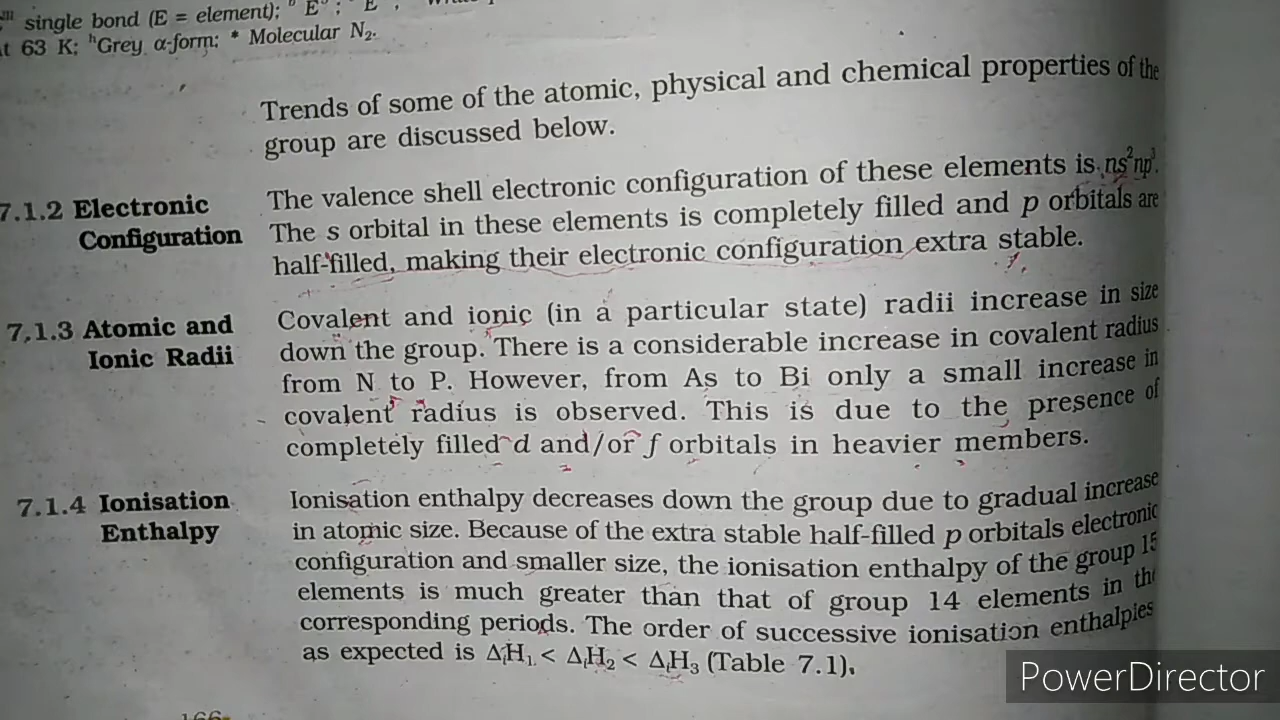 single bond (E = element);
t 63 K; ʰGrey α-form; * Molecular N₂.
Trends of some of the atomic, physical and chemical properties of the
group are discussed below.
7.1.2 Electronic
Configuration
The valence shell electronic configuration of these elements is ns²np³.
The s orbital in these elements is completely filled and p orbitals are
half-filled, making their electronic configuration extra stable.
7.1.3 Atomic and
Ionic Radii
Covalent and ionic (in a particular state) radii increase in size
down the group. There is a considerable increase in covalent radius
from N to P. However, from As to Bi only a small increase in
covalent radius is observed. This is due to the presence of
completely filled d and/or f orbitals in heavier members.
7.1.4 Ionisation
Enthalpy
Ionisation enthalpy decreases down the group due to gradual increase
in atomic size. Because of the extra stable half-filled p orbitals electronic
configuration and smaller size, the ionisation enthalpy of the group 15
elements is much greater than that of group 14 elements in the
corresponding periods. The order of successive ionisation enthalpies
as expected is ΔᵢH₁ < ΔᵢH₂ < ΔᵢH₃ (Table 7.1).
166
PowerDirector